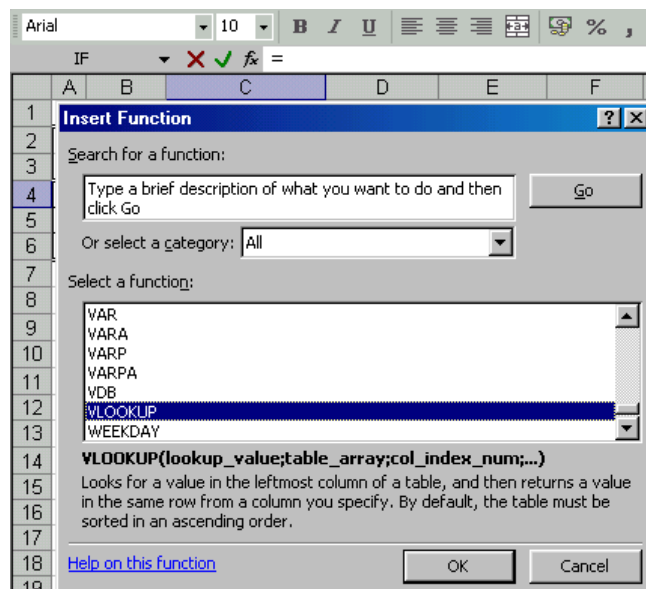 Arial 10 B I U % ,
IF fx =
A B C D E F
1
Insert Function ?
2
Search for a function:
3
4
Type a brief description of what you want to do and then
click Go
Go
5
6
Or select a category: All
7
Select a function:
8
VAR
9
VARA
10
VARP
VARPA
11
VDB
12
VLOOKUP
13
WEEKDAY
14
VLOOKUP(lookup_value;table_array;col_index_num;...)
15
Looks for a value in the leftmost column of a table, and then returns a value
16
in the same row from a column you specify. By default, the table must be
sorted in an ascending order.
17
18
Help on this function OK Cancel
19